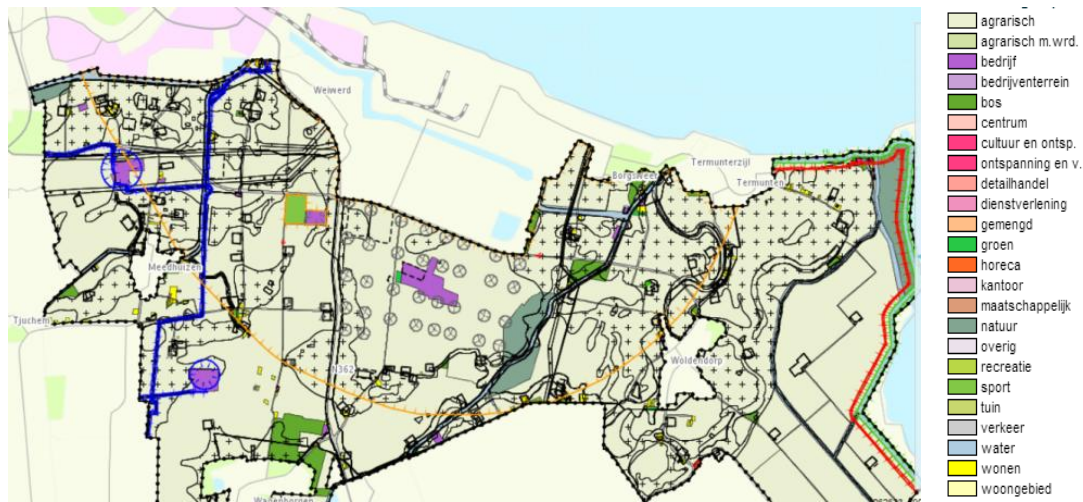 Weiwerd
Borgsweer
Termunterzijl
Termunten
Meedhuizen
Tjuchem
N362
Woldendorp
Wagenborgen
agrarisch
agrarisch m.wrd.
bedrijf
bedrijventerrein
bos
centrum
cultuur en ontsp.
ontspanning en v.
detailhandel
dienstverlening
gemengd
groen
horeca
kantoor
maatschappelijk
natuur
overig
recreatie
sport
tuin
verkeer
water
wonen
woongebied